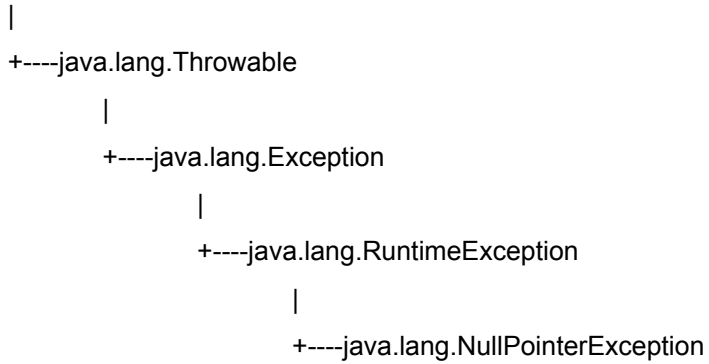 |
+----java.lang.Throwable
|
+----java.lang.Exception
|
+----java.lang.RuntimeException
|
+----java.lang.NullPointerException